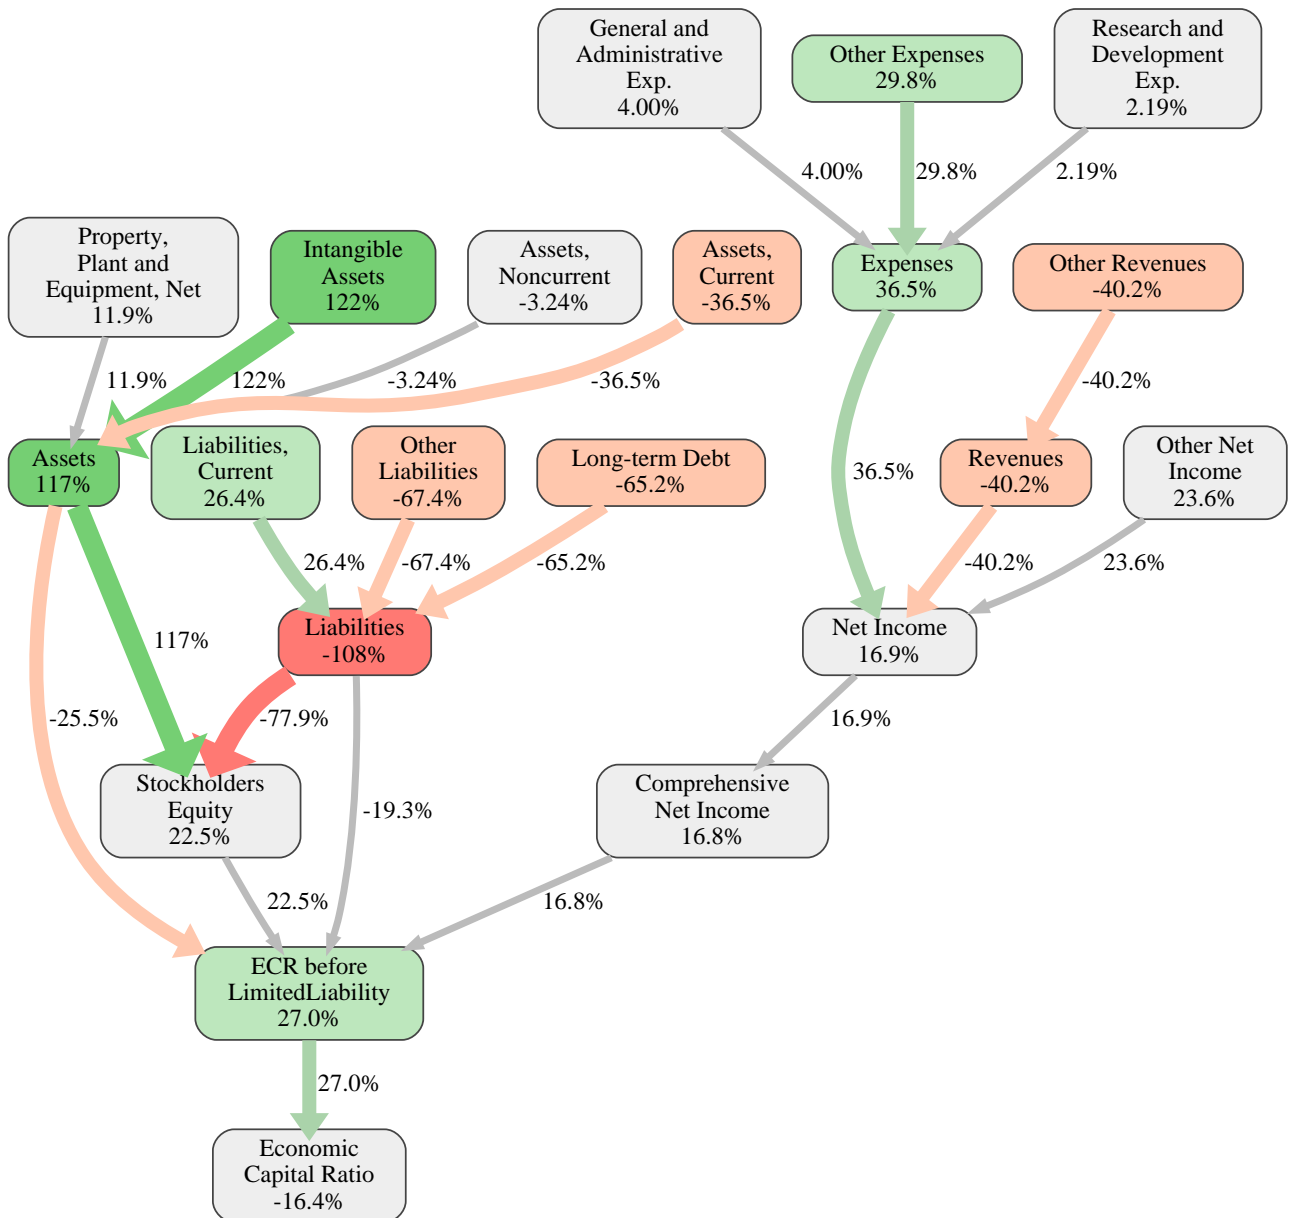 General and
Administrative
Exp.
4.00%
Other Expenses
29.8%
Research and
Development
Exp.
2.19%
4.00%
29.8%
2.19%
Property,
Plant and
Equipment, Net
11.9%
Intangible
Assets
122%
Assets,
Noncurrent
-3.24%
Assets,
Current
-36.5%
Expenses
36.5%
Other Revenues
-40.2%
11.9%
122%
-3.24%
-36.5%
-40.2%
Assets
117%
Liabilities,
Current
26.4%
Other
Liabilities
-67.4%
Long-term Debt
-65.2%
36.5%
Revenues
-40.2%
Other Net
Income
23.6%
26.4%
-67.4%
-65.2%
-40.2%
23.6%
117%
Liabilities
-108%
Net Income
16.9%
-25.5%
-77.9%
16.9%
Stockholders
Equity
22.5%
-19.3%
Comprehensive
Net Income
16.8%
22.5%
16.8%
ECR before
LimitedLiability
27.0%
27.0%
Economic
Capital Ratio
-16.4%